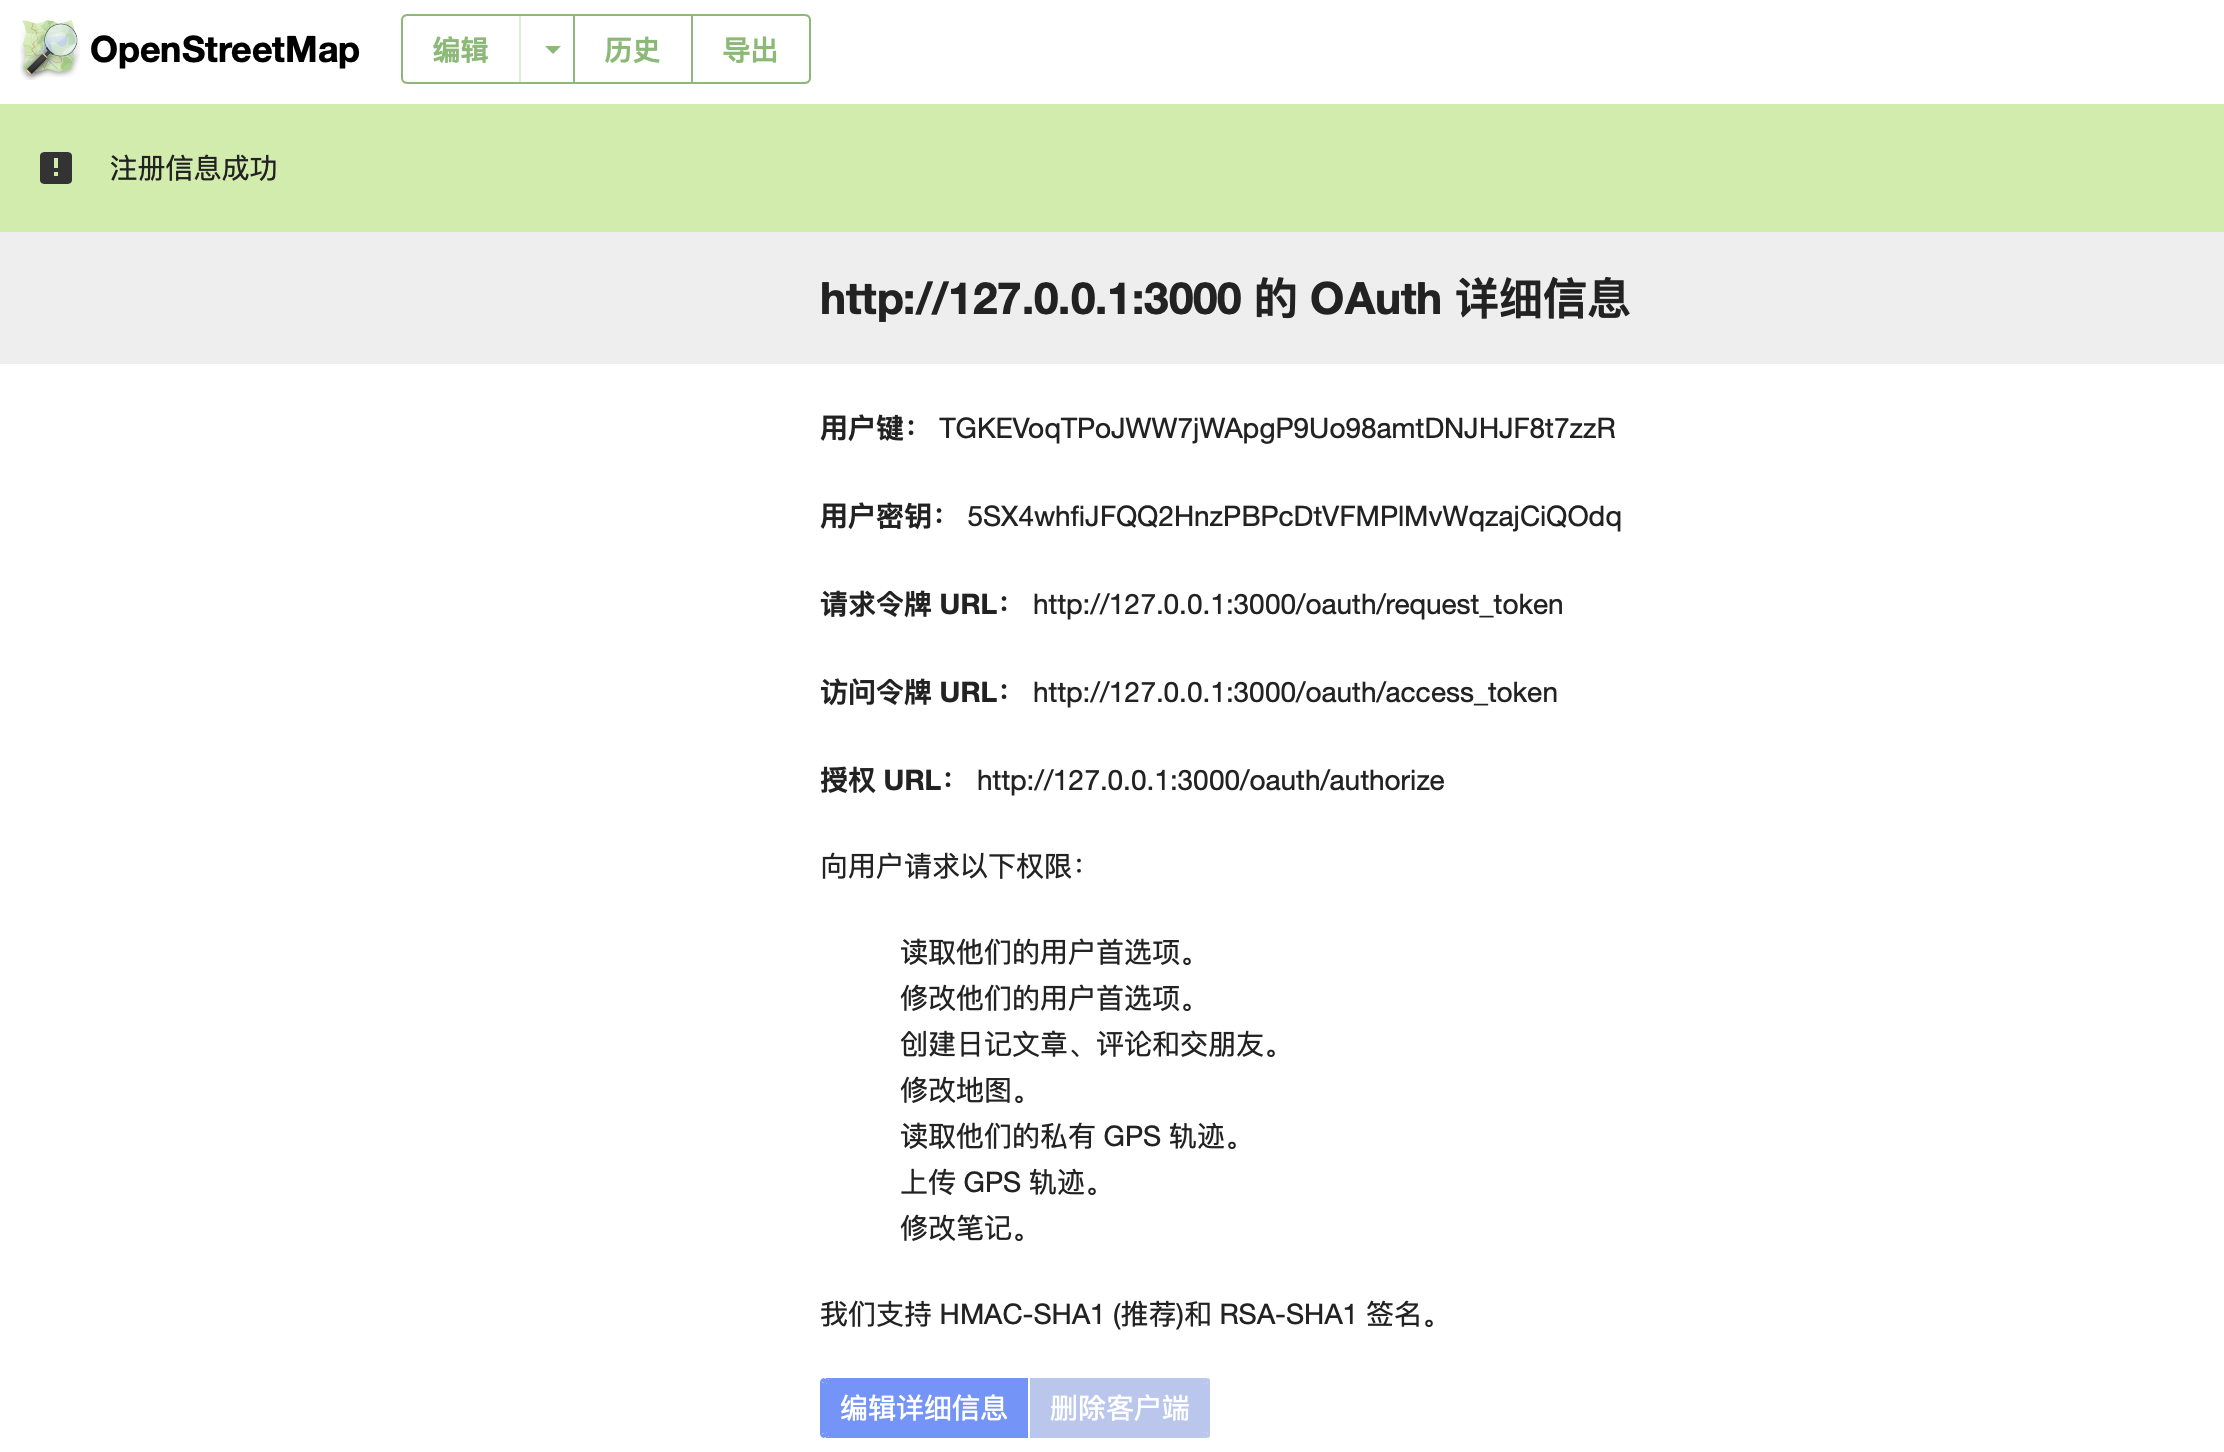 OpenStreetMap
编辑
历史
导出
注册信息成功
http://127.0.0.1:3000 的 OAuth 详细信息
用户键： TGKEVoqTPoJWW7jWApgP9Uo98amtDNJHJF8t7zzR
用户密钥： 5SX4whfiJFQQ2HnzPBPcDtVFMPlMvWqzajCiQOdq
请求令牌 URL： http://127.0.0.1:3000/oauth/request_token
访问令牌 URL： http://127.0.0.1:3000/oauth/access_token
授权 URL： http://127.0.0.1:3000/oauth/authorize
向用户请求以下权限：
读取他们的用户首选项。
修改他们的用户首选项。
创建日记文章、评论和交朋友。
修改地图。
读取他们的私有 GPS 轨迹。
上传 GPS 轨迹。
修改笔记。
我们支持 HMAC-SHA1 (推荐)和 RSA-SHA1 签名。
编辑详细信息
删除客户端